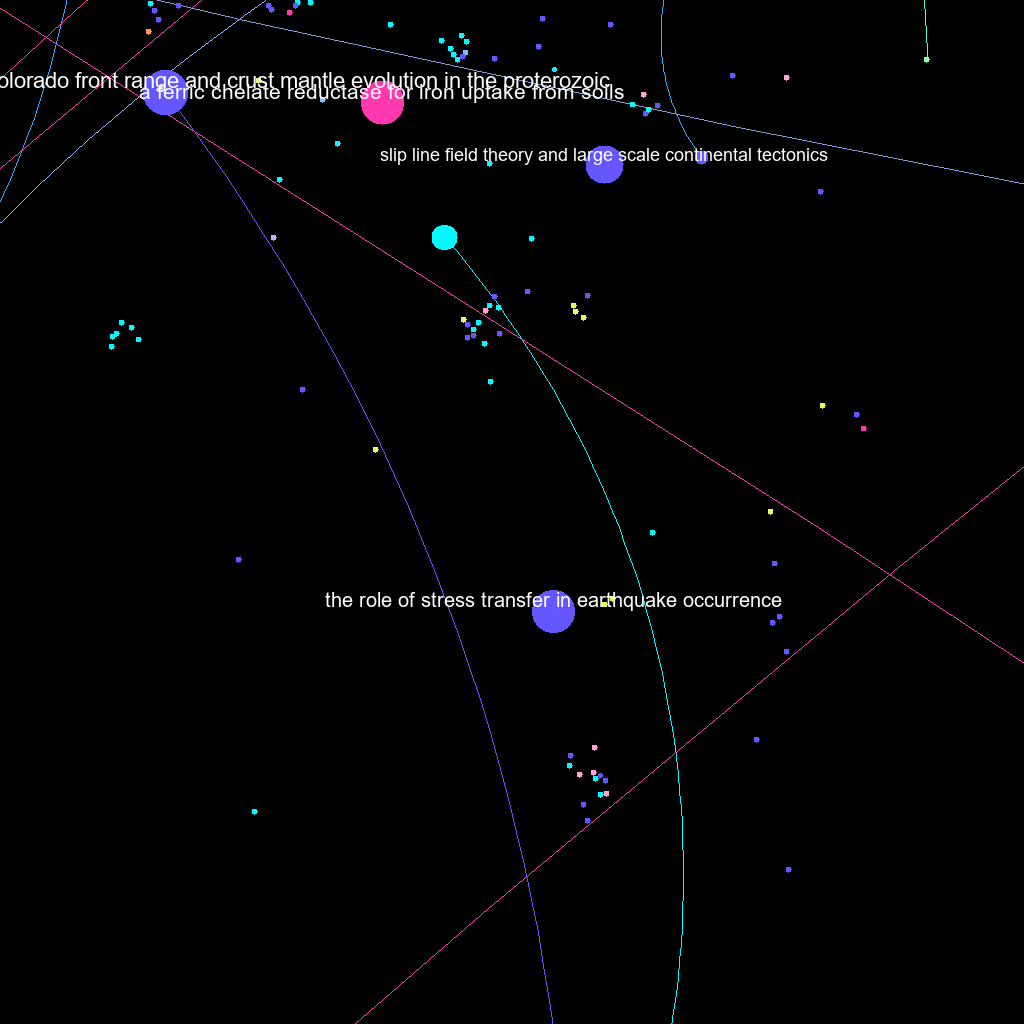 olorado front range and crust mantle evolution in the proterozoic
a ferric chelate reductase for iron uptake from soils
slip line field theory and large scale continental tectonics
the role of stress transfer in earthquake occurrence